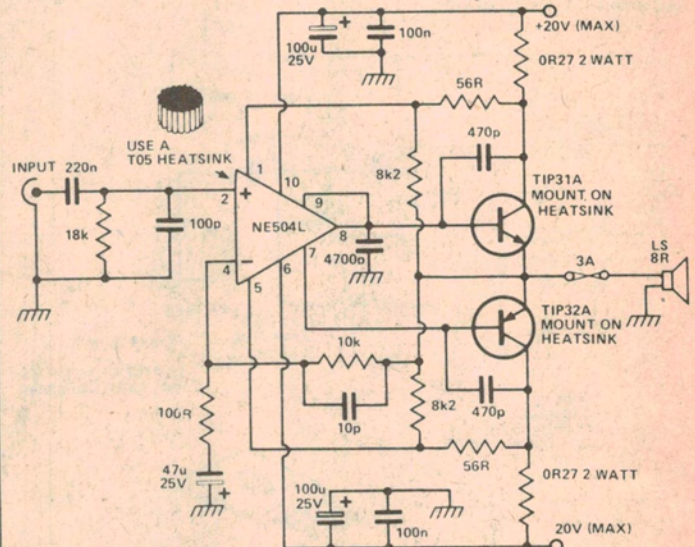 +20V (MAX)
100u
25V
100n
0R27 2 WATT
56R
470p
USE A
T05 HEATSINK
INPUT
220n
1
10
9
8k2
TIP31A
MOUNT ON
HEATSINK
2
+
NE504L
8
18k
100p
4
−
7
4700p
3A
LS
8R
5
6
TIP32A
MOUNT ON
HEATSINK
10k
100R
10p
8k2
470p
47u
25V
+
56R
100u
25V
+
100n
0R27 2 WATT
20V (MAX)